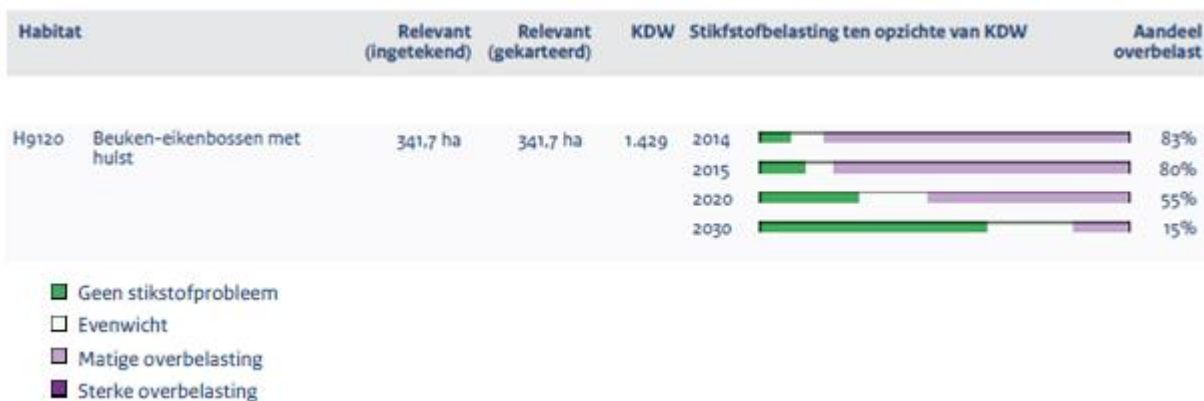 Habitat Relevant Relevant KDW Stikfstofbelasting ten opzichte van KDW Aandeel
(ingetekend) (gekarteerd) overbelast
H9120 Beuken-eikenbossen met 341,7 ha 341,7 ha 1.429 2014 83%
hulst 2015 80%
2020 55%
2030 15%
Geen stikstofprobleem
Evenwicht
Matige overbelasting
Sterke overbelasting